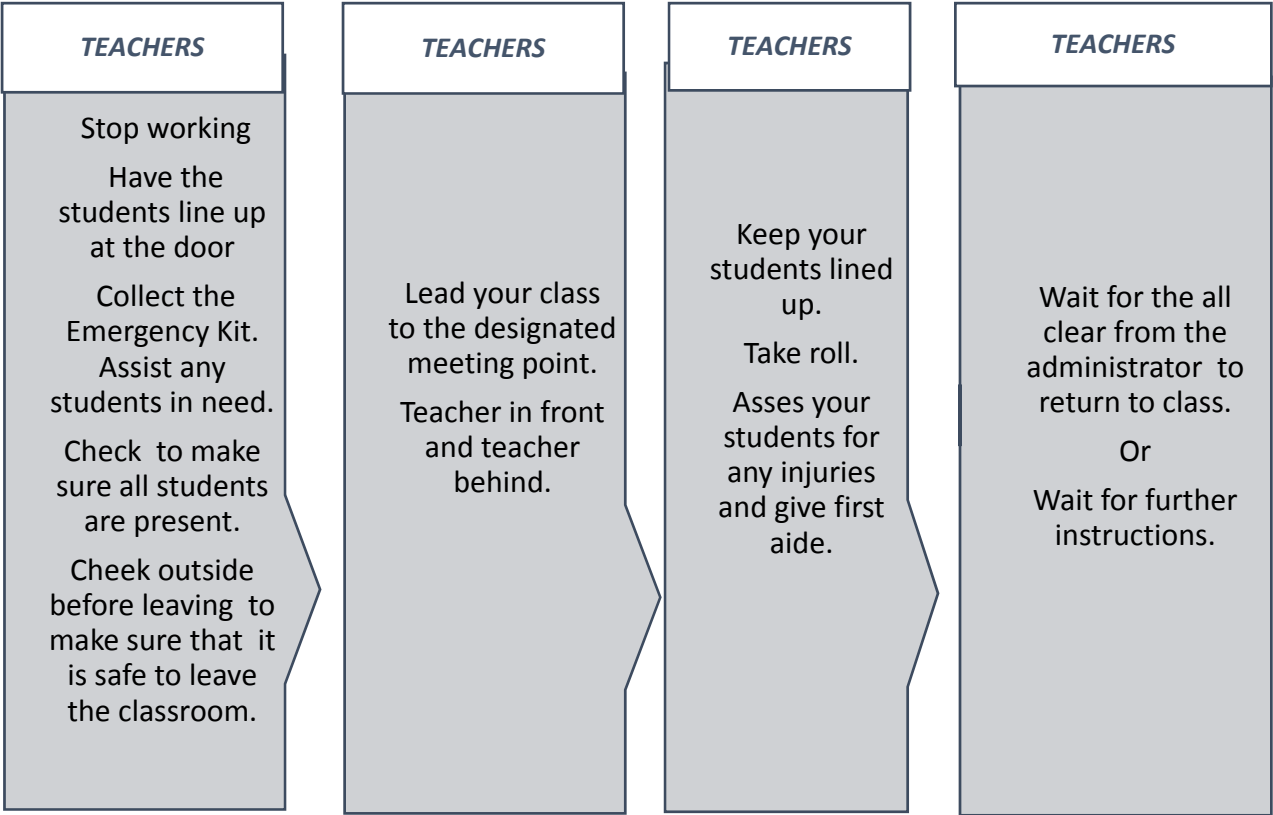 TEACHERS
Stop working
Have the
students line up
at the door
Collect the
Emergency Kit.
Assist any
students in need.
Check to make
sure all students
are present.
Cheek outside
before leaving to
make sure that it
is safe to leave
the classroom.
TEACHERS
Lead your class
to the designated
meeting point.
Teacher in front
and teacher
behind.
TEACHERS
Keep your
students lined
up.
Take roll.
Asses your
students for
any injuries
and give first
aide.
TEACHERS
Wait for the all
clear from the
administrator to
return to class.
Or
Wait for further
instructions.